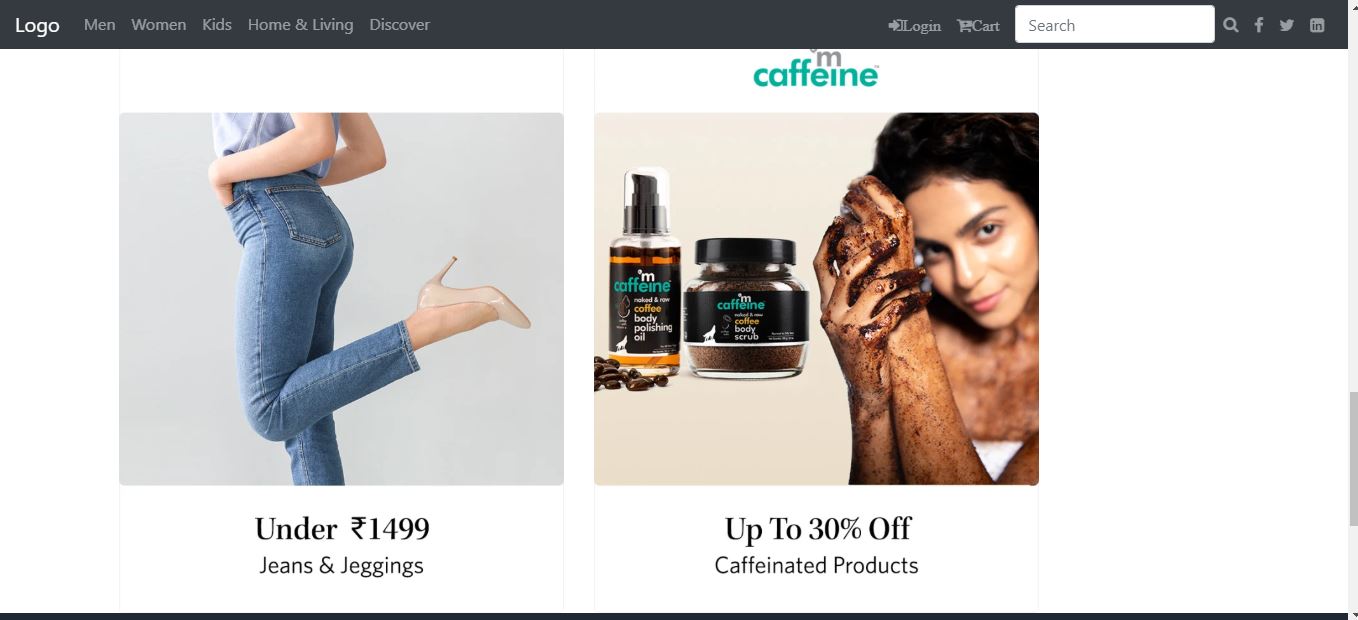 Logo Men Women Kids Home & Living Discover Login Cart Search
'm
caffeine™
'm
caffeine
naked & raw
coffee
body
polishing
oil
'm
caffeine
naked & raw
coffee
body
scrub
Under ₹1499
Jeans & Jeggings
Up To 30% Off
Caffeinated Products